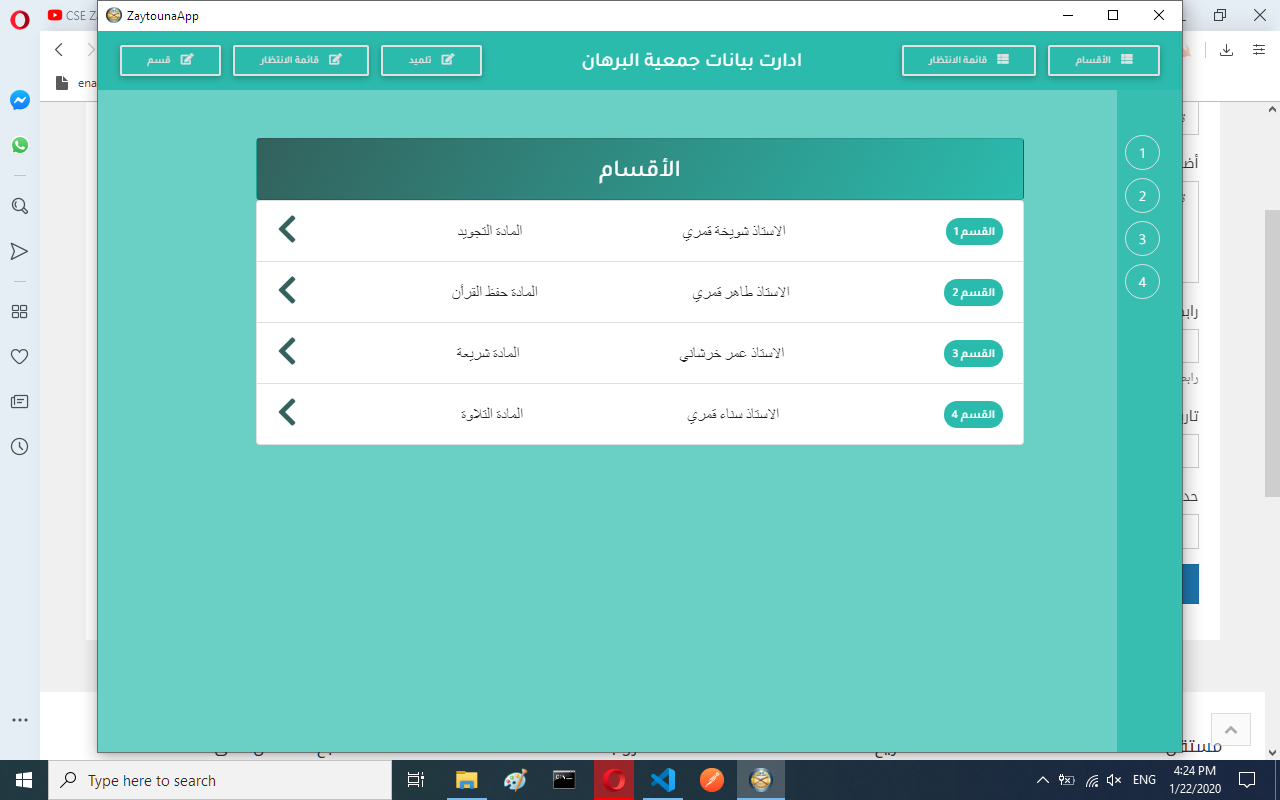 CSE Z
ZaytounaApp
ena
الأقسام
قائمة الانتظار
ادارت بيانات جمعية البرهان
تلميد
قائمة الانتظار
قسم
الأقسام
القسم 1 الاستاذ شويخة قمري المادة التجويد
القسم 2 الاستاذ طاهر قمري المادة حفظ القرأن
القسم 3 الاستاذ عمر خرشاني المادة شريعة
القسم 4 الاستاذ سناء قمري المادة التلاوة
1
2
3
4
Type here to search
ENG
4:24 PM
1/22/2020